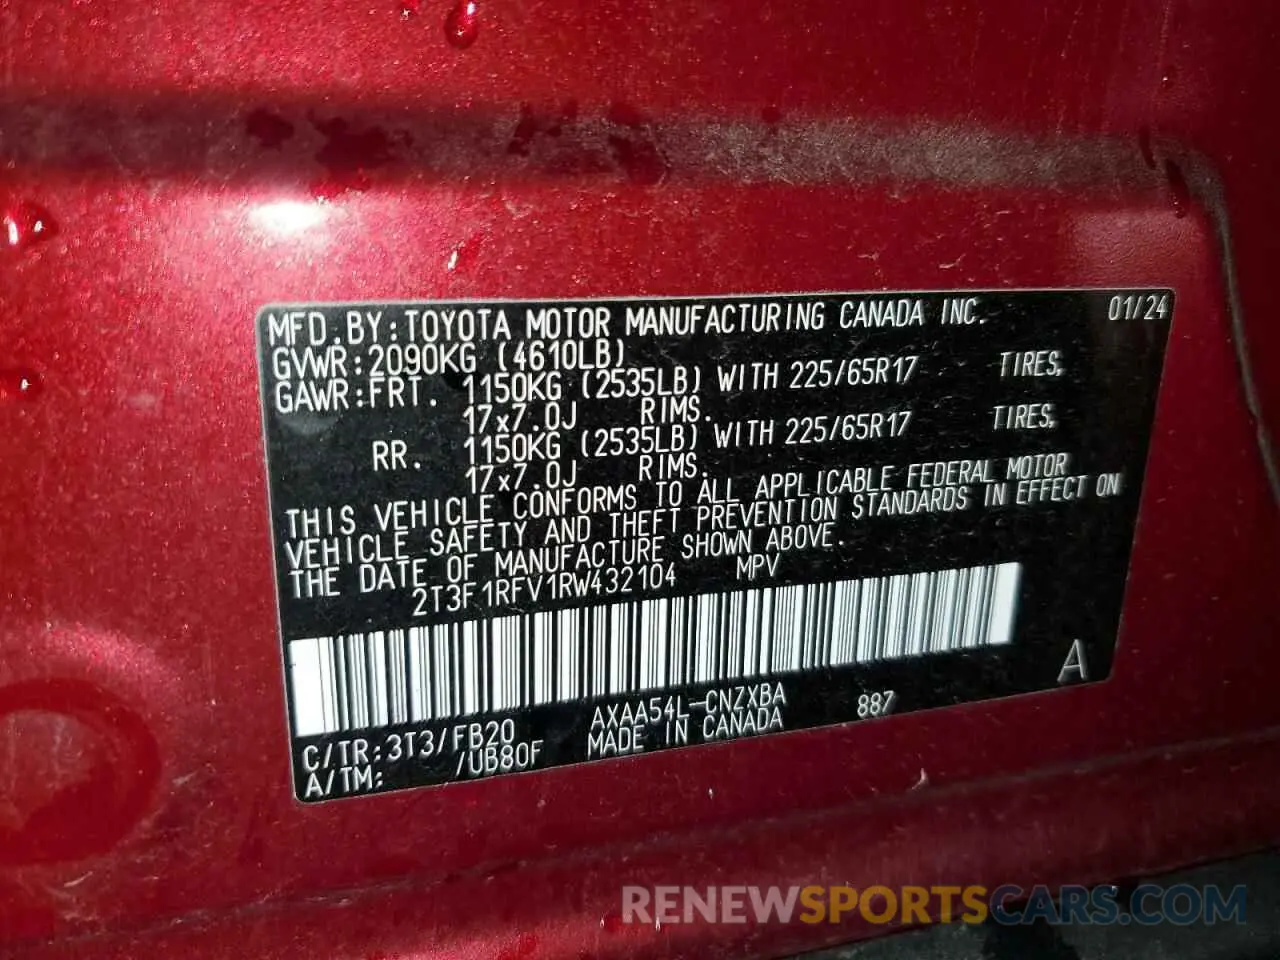 MFD.BY:TOYOTA MOTOR MANUFACTURING CANADA INC. 01/24
GVWR:2090KG (4610LB)
GAWR:FRT. 1150KG (2535LB) WITH 225/65R17 TIRES,
17x7.0J RIMS.
RR. 1150KG (2535LB) WITH 225/65R17 TIRES,
17x7.0J RIMS.
THIS VEHICLE CONFORMS TO ALL APPLICABLE FEDERAL MOTOR
VEHICLE SAFETY AND THEFT PREVENTION STANDARDS IN EFFECT ON
THE DATE OF MANUFACTURE SHOWN ABOVE.
2T3F1RFV1RW432104 MPV
A
C/TR:3T3/FB20 AXAA54L-CNZXBA 887
A/TM: /UB80F MADE IN CANADA
RENEWSPORTSCARS.COM